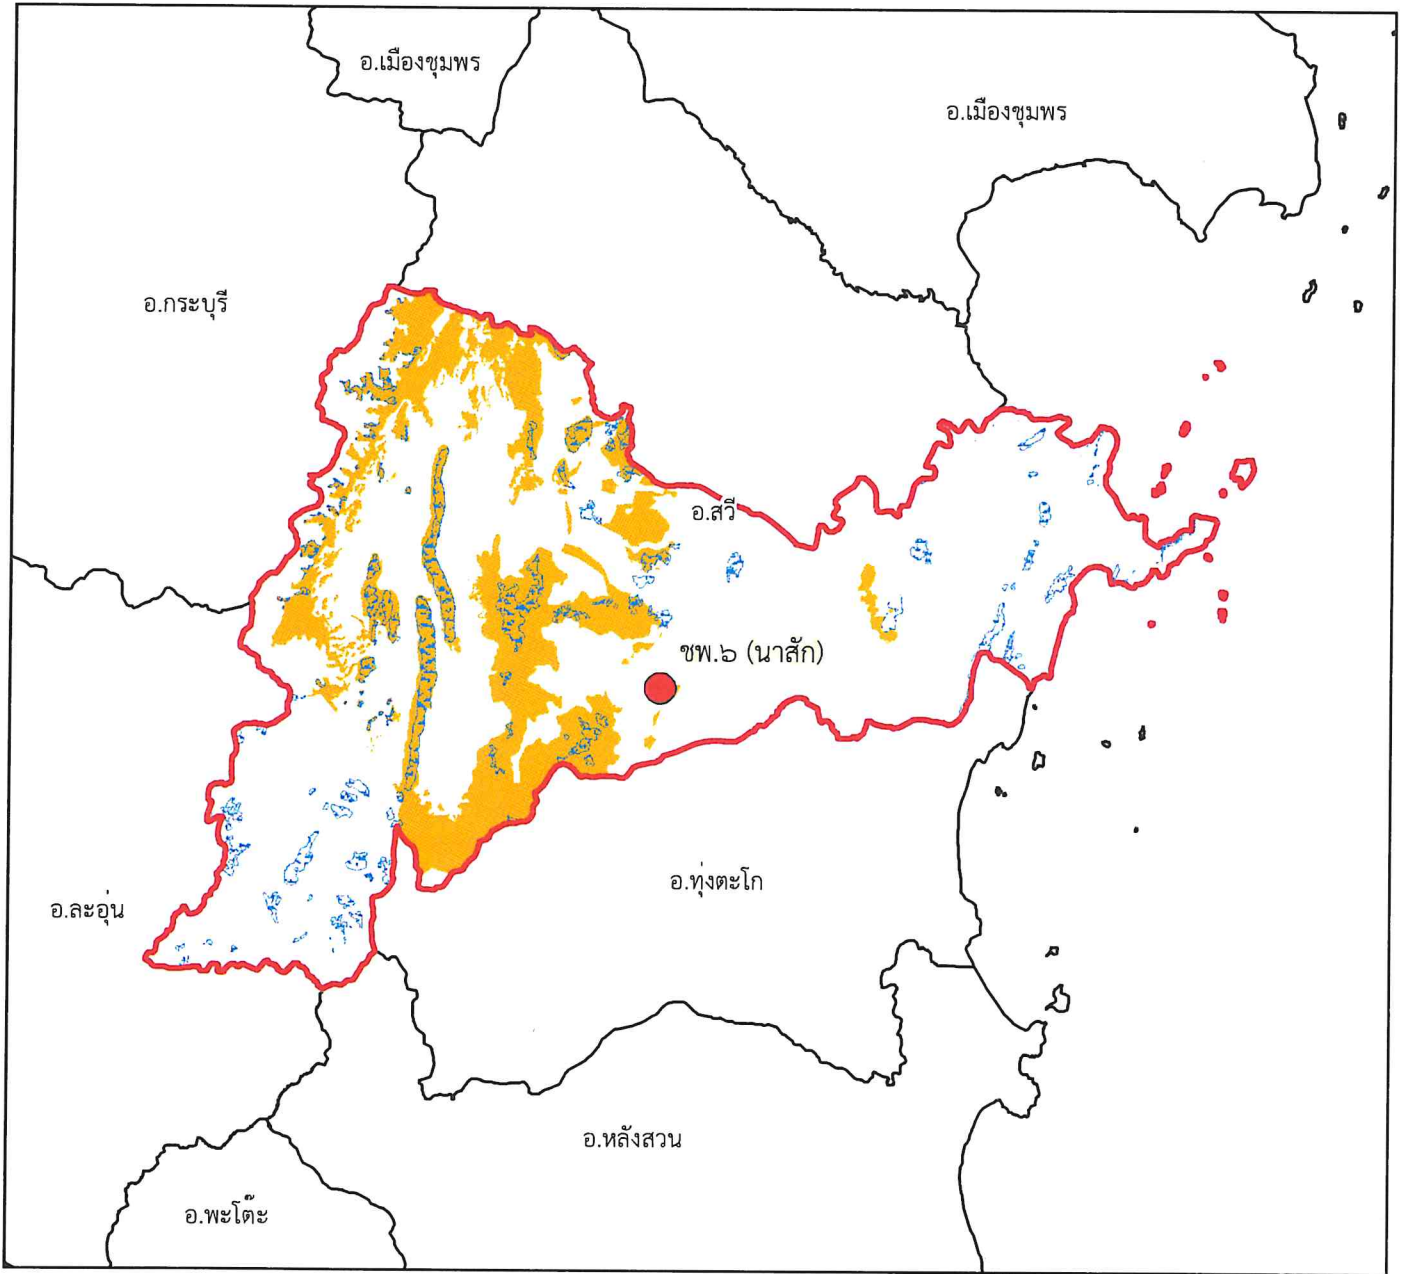 อ.เมืองชุมพร
อ.เมืองชุมพร
อ.กระบุรี
อ.สวี
ชพ.๖ (นาสัก)
อ.ทุ่งตะโก
อ.ละอุ่น
อ.หลังสวน
อ.พะโต๊ะ